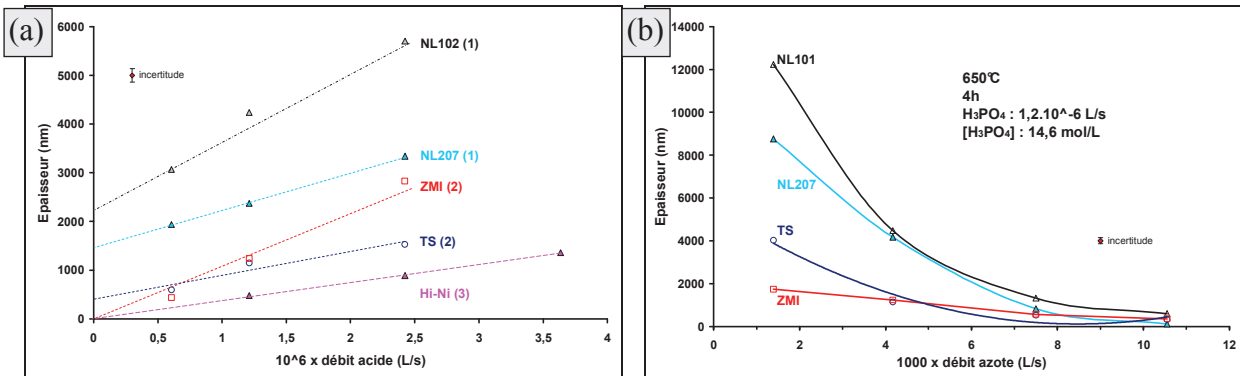 (a)
Epaisseur (nm)
6000
5000
4000
3000
2000
1000
0
incertitude
NL102 (1)
NL207 (1)
ZMI (2)
TS (2)
Hi-Ni (3)
0 0,5 1 1,5 2 2,5 3 3,5 4
10^6 x débit acide (L/s)
(b)
Epaisseur (nm)
14000
12000
10000
8000
6000
4000
2000
0
NL101
NL207
TS
ZMI
650°C
4h
H₃PO₄ : 1,2.10^-6 L/s
[H₃PO₄] : 14,6 mol/L
incertitude
0 2 4 6 8 10 12
1000 x débit azote (L/s)